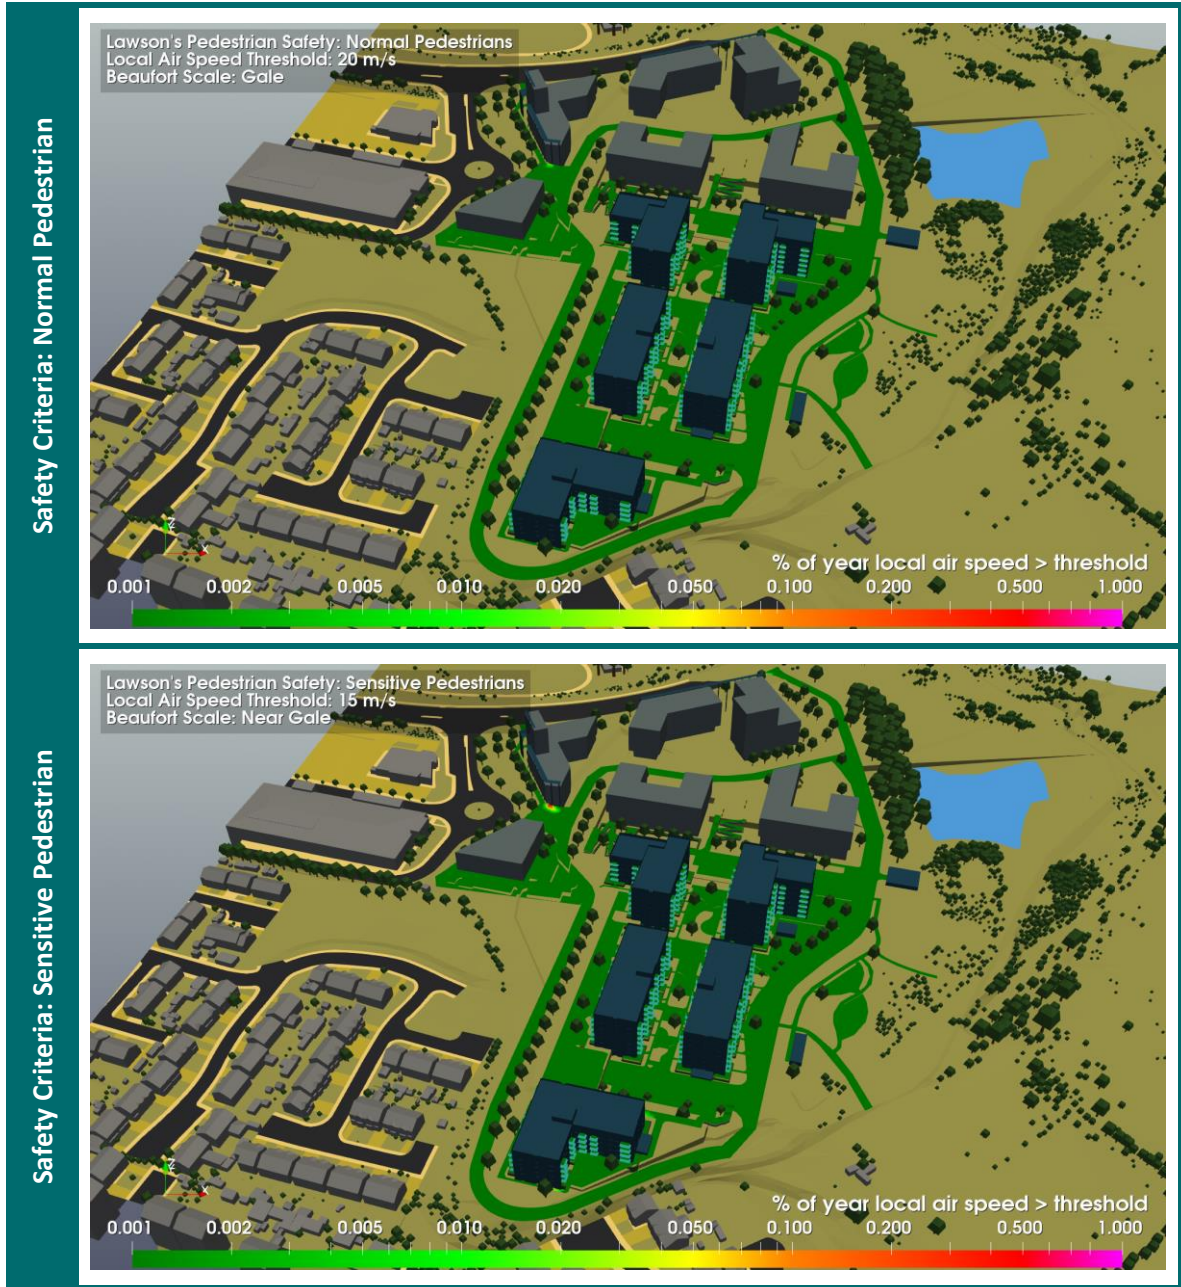 Safety Criteria: Normal Pedestrian
Lawson's Pedestrian Safety: Normal Pedestrians
Local Air Speed Threshold: 20 m/s
Beaufort Scale: Gale
Z
X
% of year local air speed > threshold
0.001 0.002 0.005 0.010 0.020 0.050 0.100 0.200 0.500 1.000
Safety Criteria: Sensitive Pedestrian
Lawson's Pedestrian Safety: Sensitive Pedestrians
Local Air Speed Threshold: 15 m/s
Beaufort Scale: Near Gale
Z
X
% of year local air speed > threshold
0.001 0.002 0.005 0.010 0.020 0.050 0.100 0.200 0.500 1.000